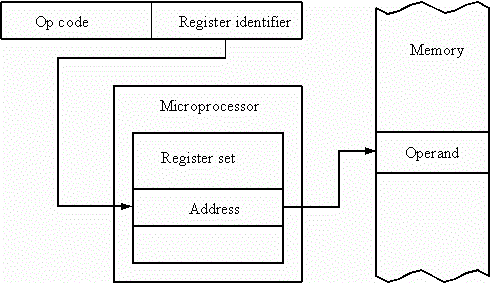 Op code
Register identifier
Memory
Microprocessor
Register set
Operand
Address